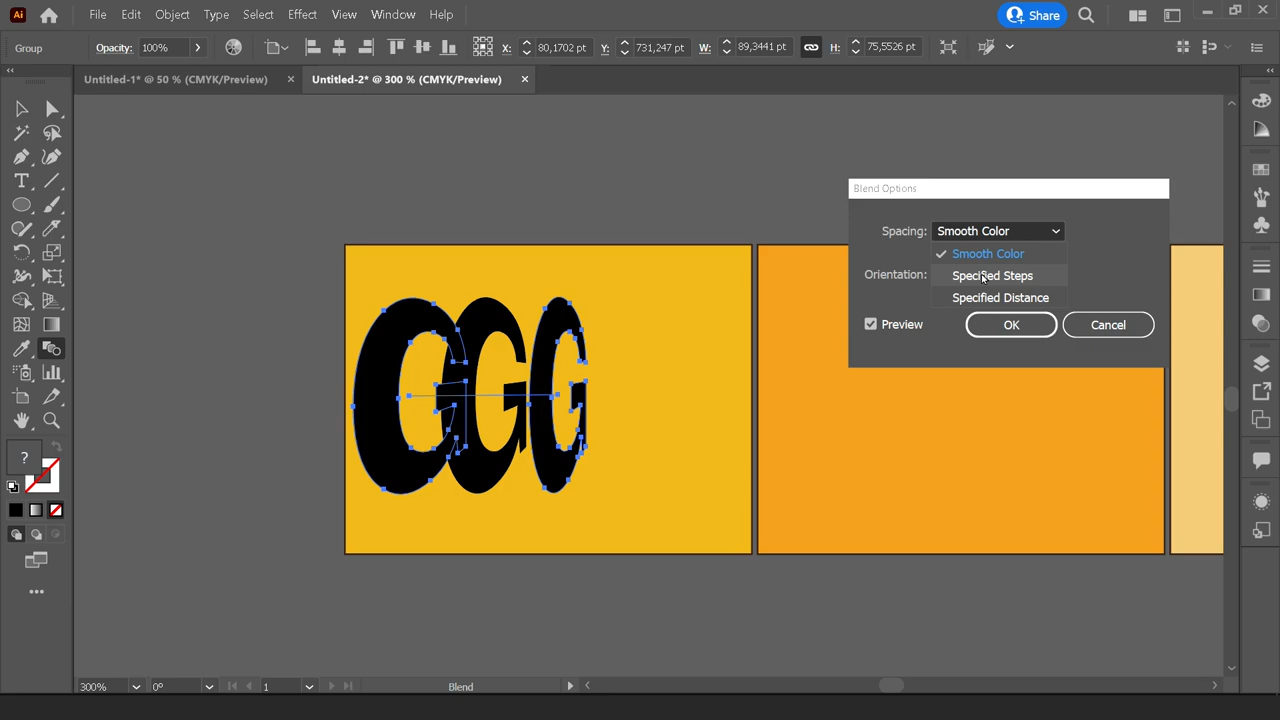 Ai File Edit Object Type Select Effect View Window Help Share
Group Opacity: 100% X: 80,1702 pt Y: 731,247 pt W: 89,3441 pt H: 75,5526 pt
Untitled-1* @ 50 % (CMYK/Preview) Untitled-2* @ 300 % (CMYK/Preview)
Blend Options
Spacing: Smooth Color
Smooth Color
Orientation: Specified Steps
Specified Distance
Preview OK Cancel
GGG
?
300% 0° 1 Blend